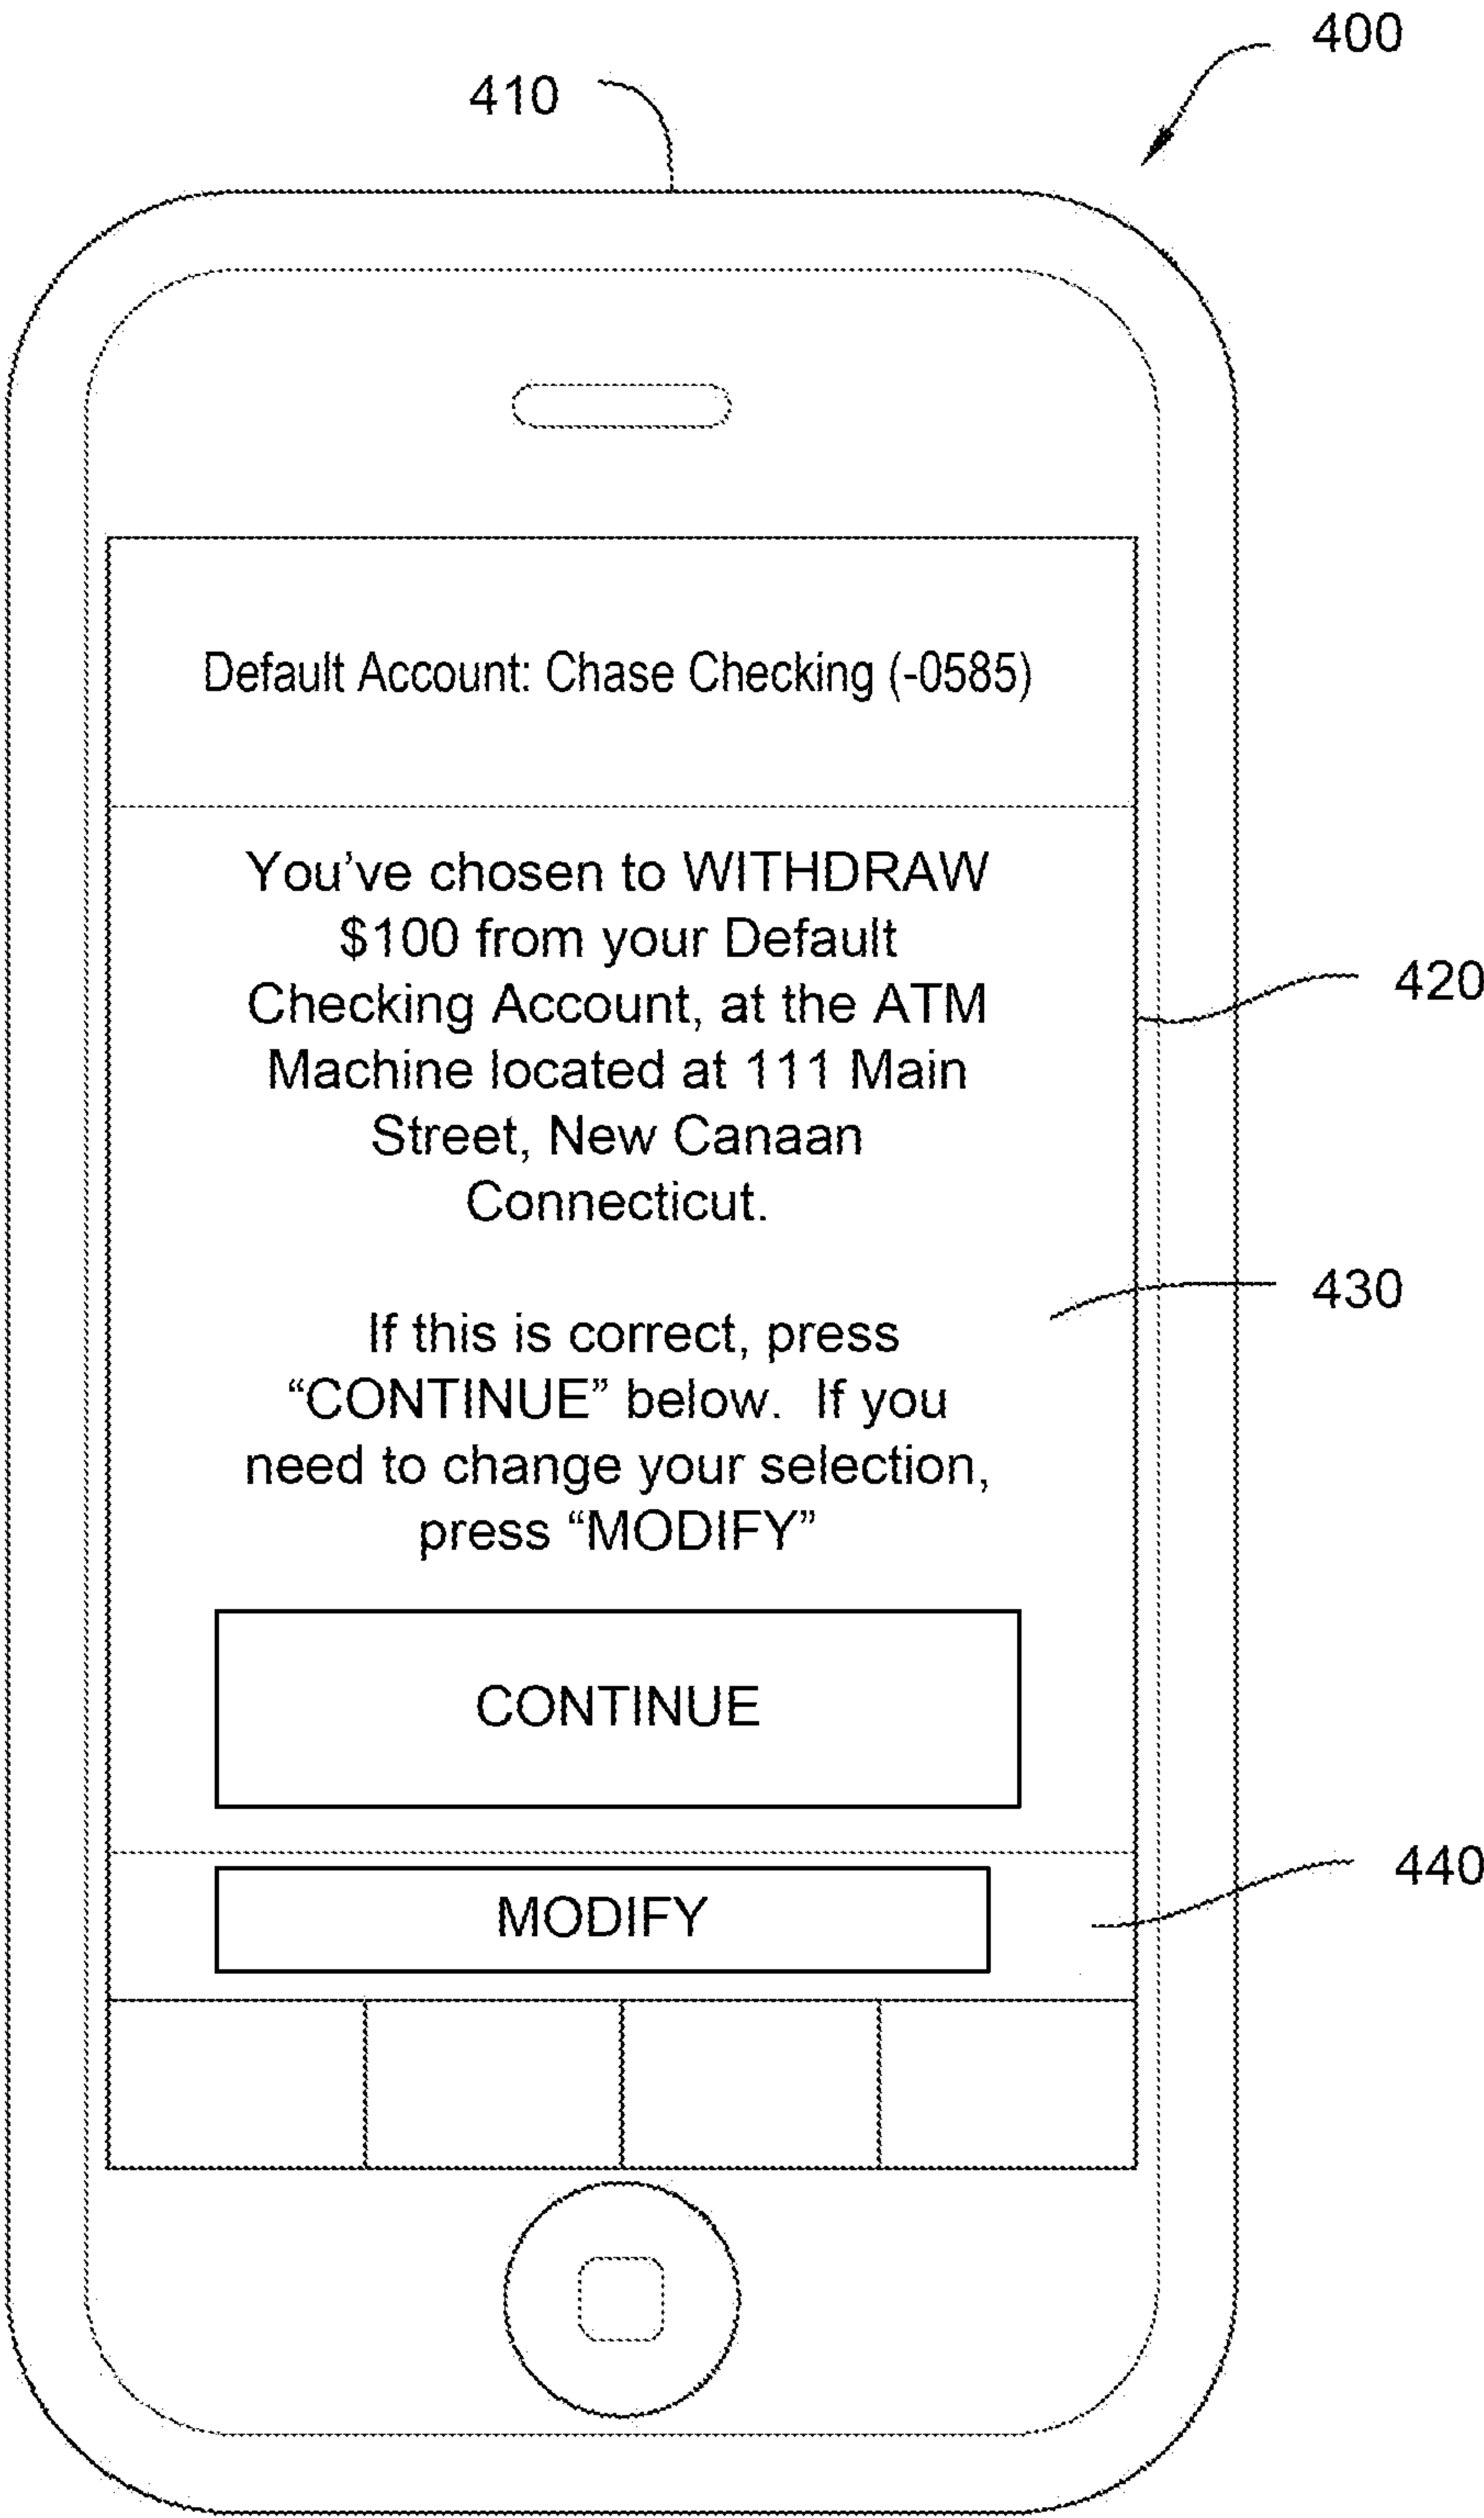 400
410
Default Account: Chase Checking (-0585)
You’ve chosen to WITHDRAW
$100 from your Default
Checking Account, at the ATM
Machine located at 111 Main
Street, New Canaan
Connecticut.
420
If this is correct, press
“CONTINUE” below.  If you
need to change your selection,
press “MODIFY”
430
CONTINUE
MODIFY
440